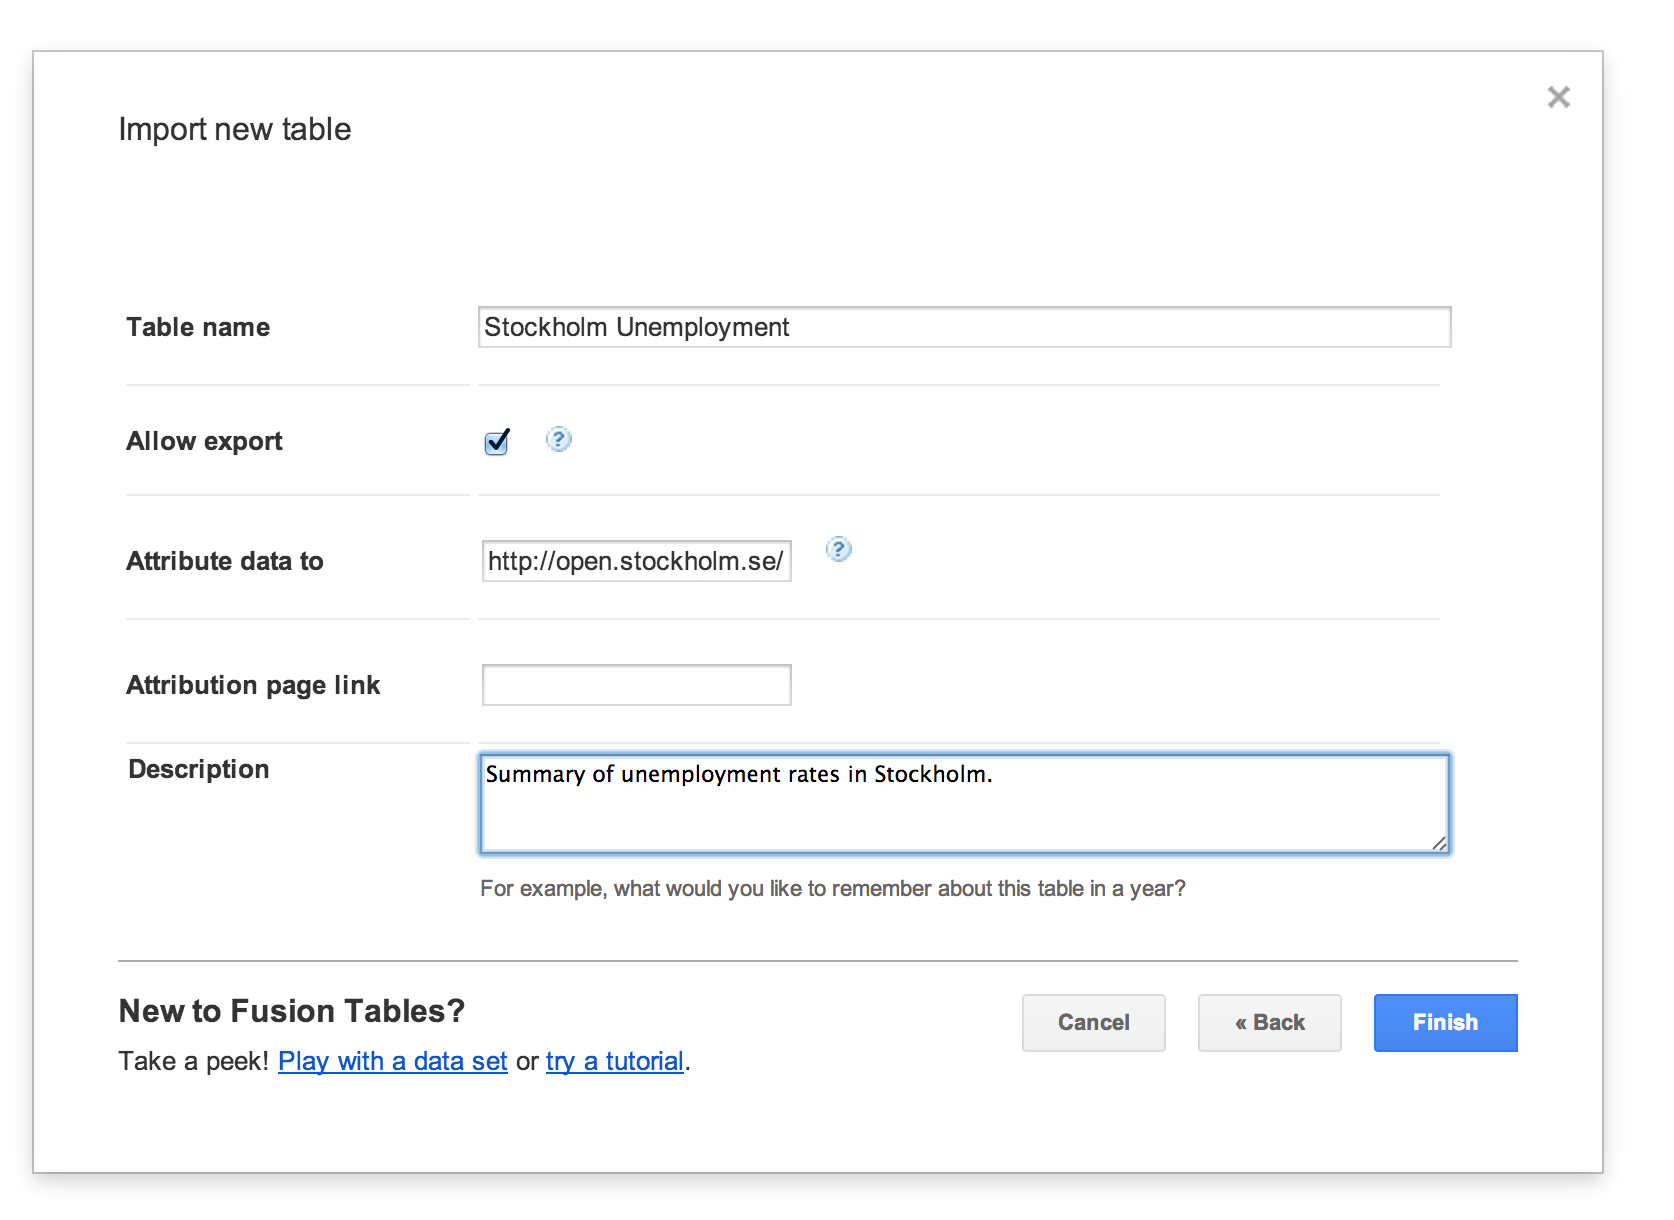 Import new table
Table name
Stockholm Unemployment
Allow export
?
Attribute data to
http://open.stockholm.se/
?
Attribution page link
Description
Summary of unemployment rates in Stockholm.
For example, what would you like to remember about this table in a year?
New to Fusion Tables?
Take a peek! Play with a data set or try a tutorial.
Cancel
« Back
Finish